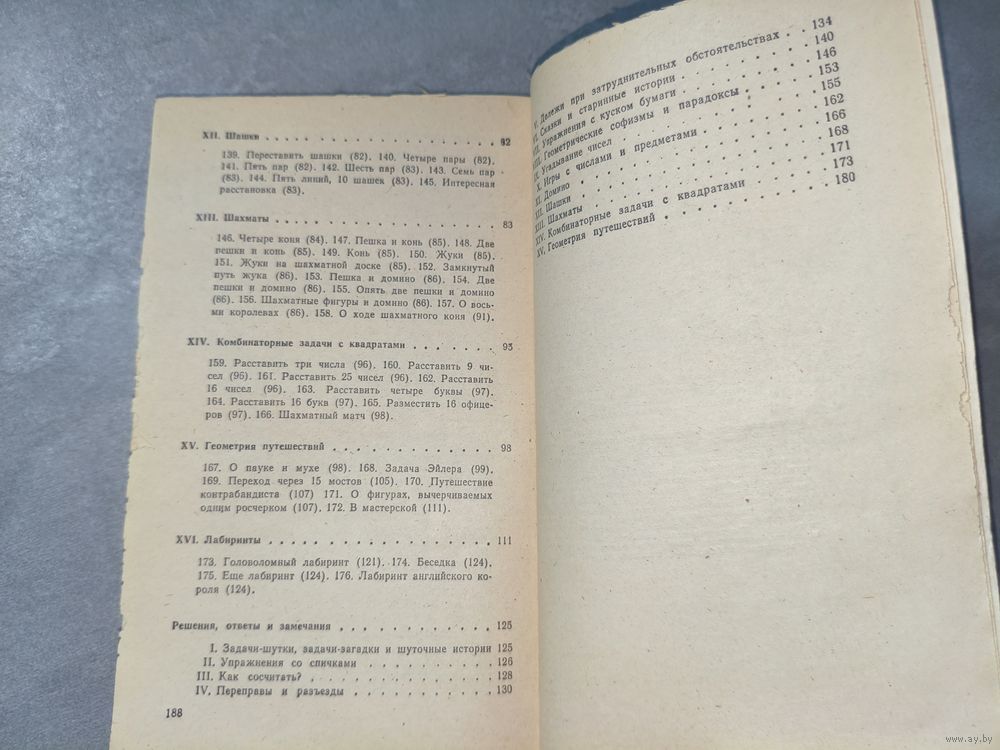 XII. Шашки . . . . . . . . . . . . . . . . . . 82
139. Переставить шашки (82). 140. Четыре пары (82).
141. Пять пар (82). 142. Шесть пар (83). 143. Семь пар
(83). 144. Пять линий, 10 шашек (83). 145. Интересная
расстановка (83).
XIII. Шахматы . . . . . . . . . . . . . . . . . 83
146. Четыре коня (84). 147. Пешка и конь (85). 148. Две
пешки и конь (85). 149. Конь (85). 150. Жуки (85).
151. Жуки на шахматной доске (85). 152. Замкнутый
путь жука (86). 153. Пешка и домино (86). 154. Две
пешки и домино (86). 155. Опять две пешки и домино
(86). 156. Шахматные фигуры и домино (86). 157. О вось-
ми королевах (86). 158. О ходе шахматного коня (91).
XIV. Комбинаторные задачи с квадратами . . . . . . . 95
159. Расставить три числа (96). 160. Расставить 9 чи-
сел (96). 161. Расставить 25 чисел (96). 162. Расставить
16 чисел (96). 163. Расставить четыре буквы (97).
164. Расставить 16 букв (97). 165. Разместить 16 офице-
ров (97). 166. Шахматный матч (98).
XV. Геометрия путешествий . . . . . . . . . . . . 98
167. О пауке и мухе (98). 168. Задача Эйлера (99).
169. Переход через 15 мостов (105). 170. Путешествие
контрабандиста (107) 171. О фигурах, вычерчиваемых
одним росчерком (107). 172. В мастерской (111).
XVI. Лабиринты . . . . . . . . . . . . . . . . 111
173. Головоломный лабиринт (121). 174. Беседка (124).
175. Еще лабиринт (124). 176. Лабиринт английского ко-
роля (124).
Решения, ответы и замечания . . . . . . . . . . . . 125
I. Задачи-шутки, задачи-загадки и шуточные истории 125
II. Упражнения со спичками . . . . . . . . . . 126
III. Как сосчитать? . . . . . . . . . . . . . . 128
IV. Переправы и разъезды . . . . . . . . . . . 130
188
V. Дележи при затруднительных обстоятельствах . . 134
VI. Сказки и старинные истории . . . . . . . . 140
VII. Упражнения с куском бумаги . . . . . . . . 146
VIII. Геометрические софизмы и парадоксы . . . . . 153
IX. Угадывание чисел . . . . . . . . . . . . 155
X. Игры с числами и предметами . . . . . . . . 162
XI. Домино . . . . . . . . . . . . . . . . 166
XII. Шашки . . . . . . . . . . . . . . . . 168
XIII. Шахматы . . . . . . . . . . . . . . . 171
XIV. Комбинаторные задачи с квадратами . . . . . 173
XV. Геометрия путешествий . . . . . . . . . . 180
© www.ay.by